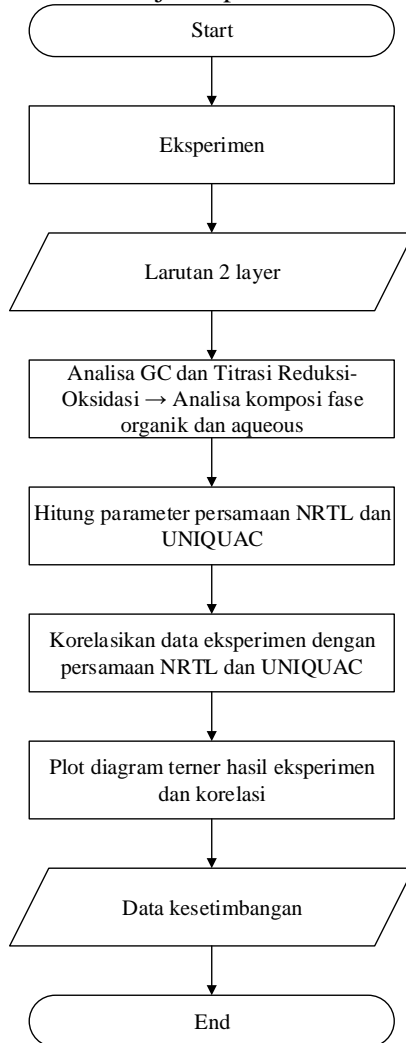 Start
Eksperimen
Larutan 2 layer
Analisa GC dan Titrasi Reduksi-
Oksidasi → Analisa komposi fase
organik dan aqueous
Hitung parameter persamaan NRTL dan
UNIQUAC
Korelasikan data eksperimen dengan
persamaan NRTL dan UNIQUAC
Plot diagram terner hasil eksperimen
dan korelasi
Data kesetimbangan
End